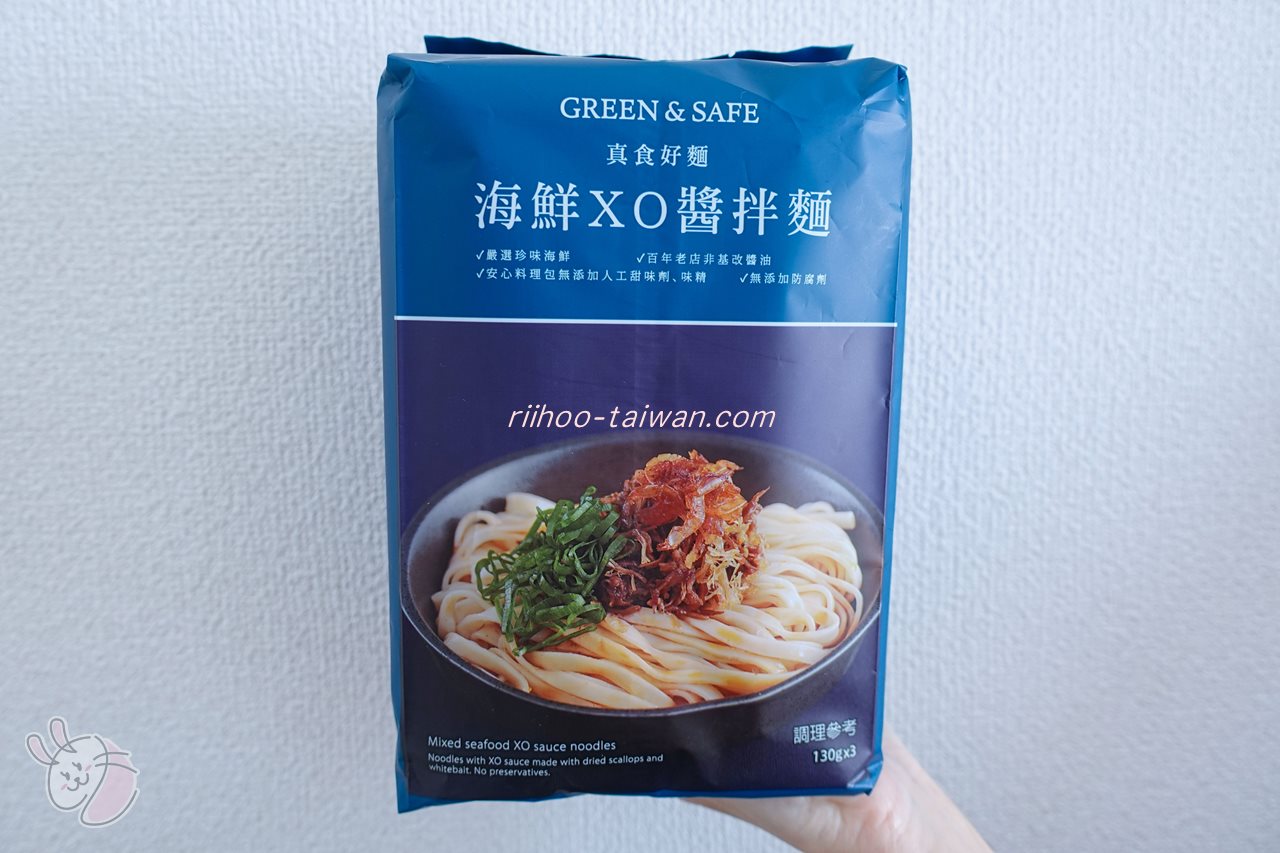 GREEN & SAFE
真食好麵
海鮮XO醬拌麵
✓嚴選珍味海鮮 ✓百年老店非基改醬油
✓安心料理包無添加人工甜味劑、味精 ✓無添加防腐劑
riihoo-taiwan.com
Mixed seafood XO sauce noodles
Noodles with XO sauce made with dried scallops and
whitebait. No preservatives.
調理參考
130gx3